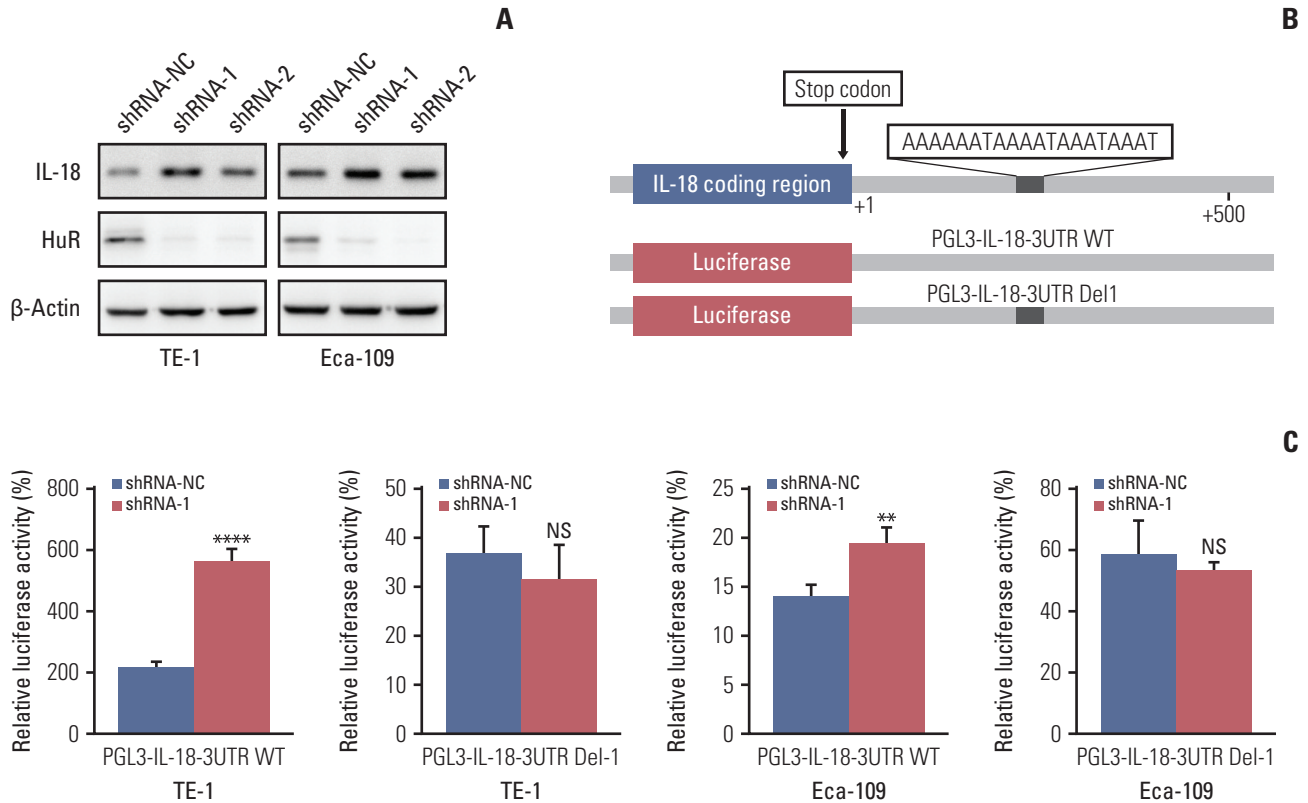 A
shRNA-NC
shRNA-1
shRNA-2
shRNA-NC
shRNA-1
shRNA-2
IL-18
HuR
β-Actin
TE-1
Eca-109
B
Stop codon
AAAAAATAAAATAAATAAAT
IL-18 coding region
+1
+500
PGL3-IL-18-3UTR WT
Luciferase
PGL3-IL-18-3UTR Del1
Luciferase
C
Relative luciferase activity (%)
800
600
400
200
0
shRNA-NC
shRNA-1
****
PGL3-IL-18-3UTR WT
TE-1
Relative luciferase activity (%)
50
40
30
20
10
0
shRNA-NC
shRNA-1
NS
PGL3-IL-18-3UTR Del-1
TE-1
Relative luciferase activity (%)
25
20
15
10
5
0
shRNA-NC
shRNA-1
**
PGL3-IL-18-3UTR WT
Eca-109
Relative luciferase activity (%)
80
60
40
20
0
shRNA-NC
shRNA-1
NS
PGL3-IL-18-3UTR Del-1
Eca-109